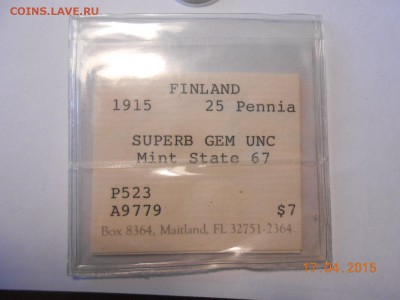 COINS.LAVE.RU
FINLAND
1915 25 Pennia
SUPERB GEM UNC
Mint State 67
P523
A9779 $7
Box 8364, Maitland, FL 32751-2364
17.04.2015